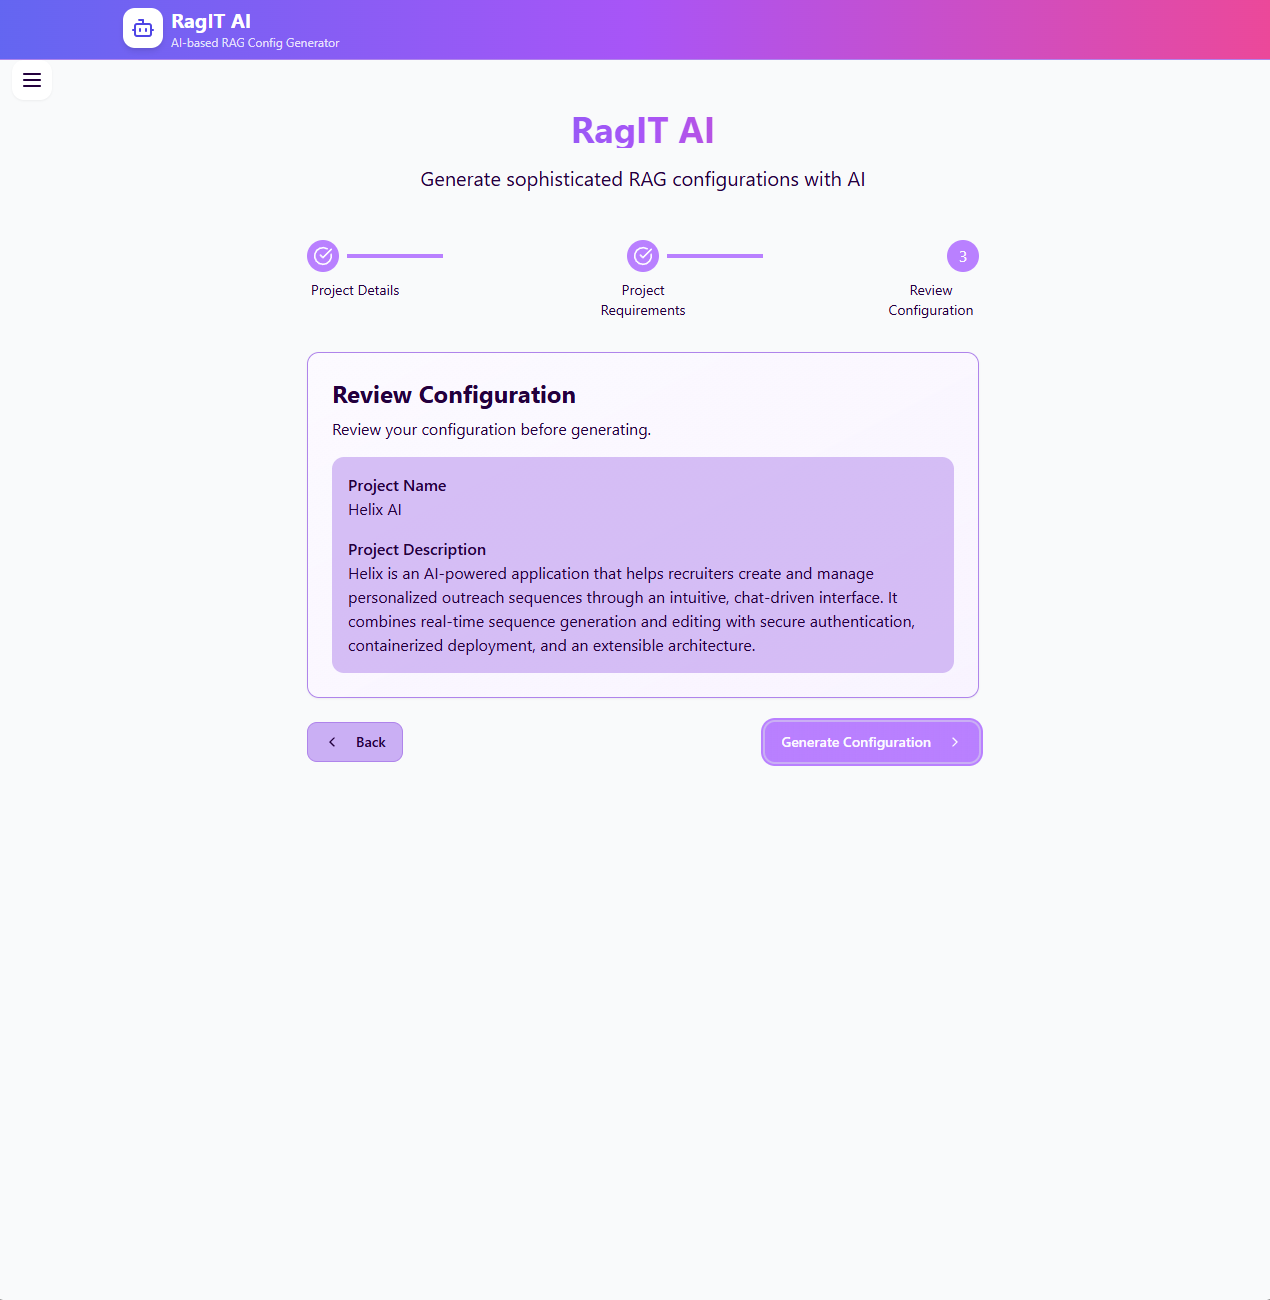 RagIT AI
AI-based RAG Config Generator
RagIT AI
Generate sophisticated RAG configurations with AI
3
Project Details
Project
Requirements
Review
Configuration
Review Configuration
Review your configuration before generating.
Project Name
Helix AI
Project Description
Helix is an AI-powered application that helps recruiters create and manage
personalized outreach sequences through an intuitive, chat-driven interface. It
combines real-time sequence generation and editing with secure authentication,
containerized deployment, and an extensible architecture.
Back
Generate Configuration